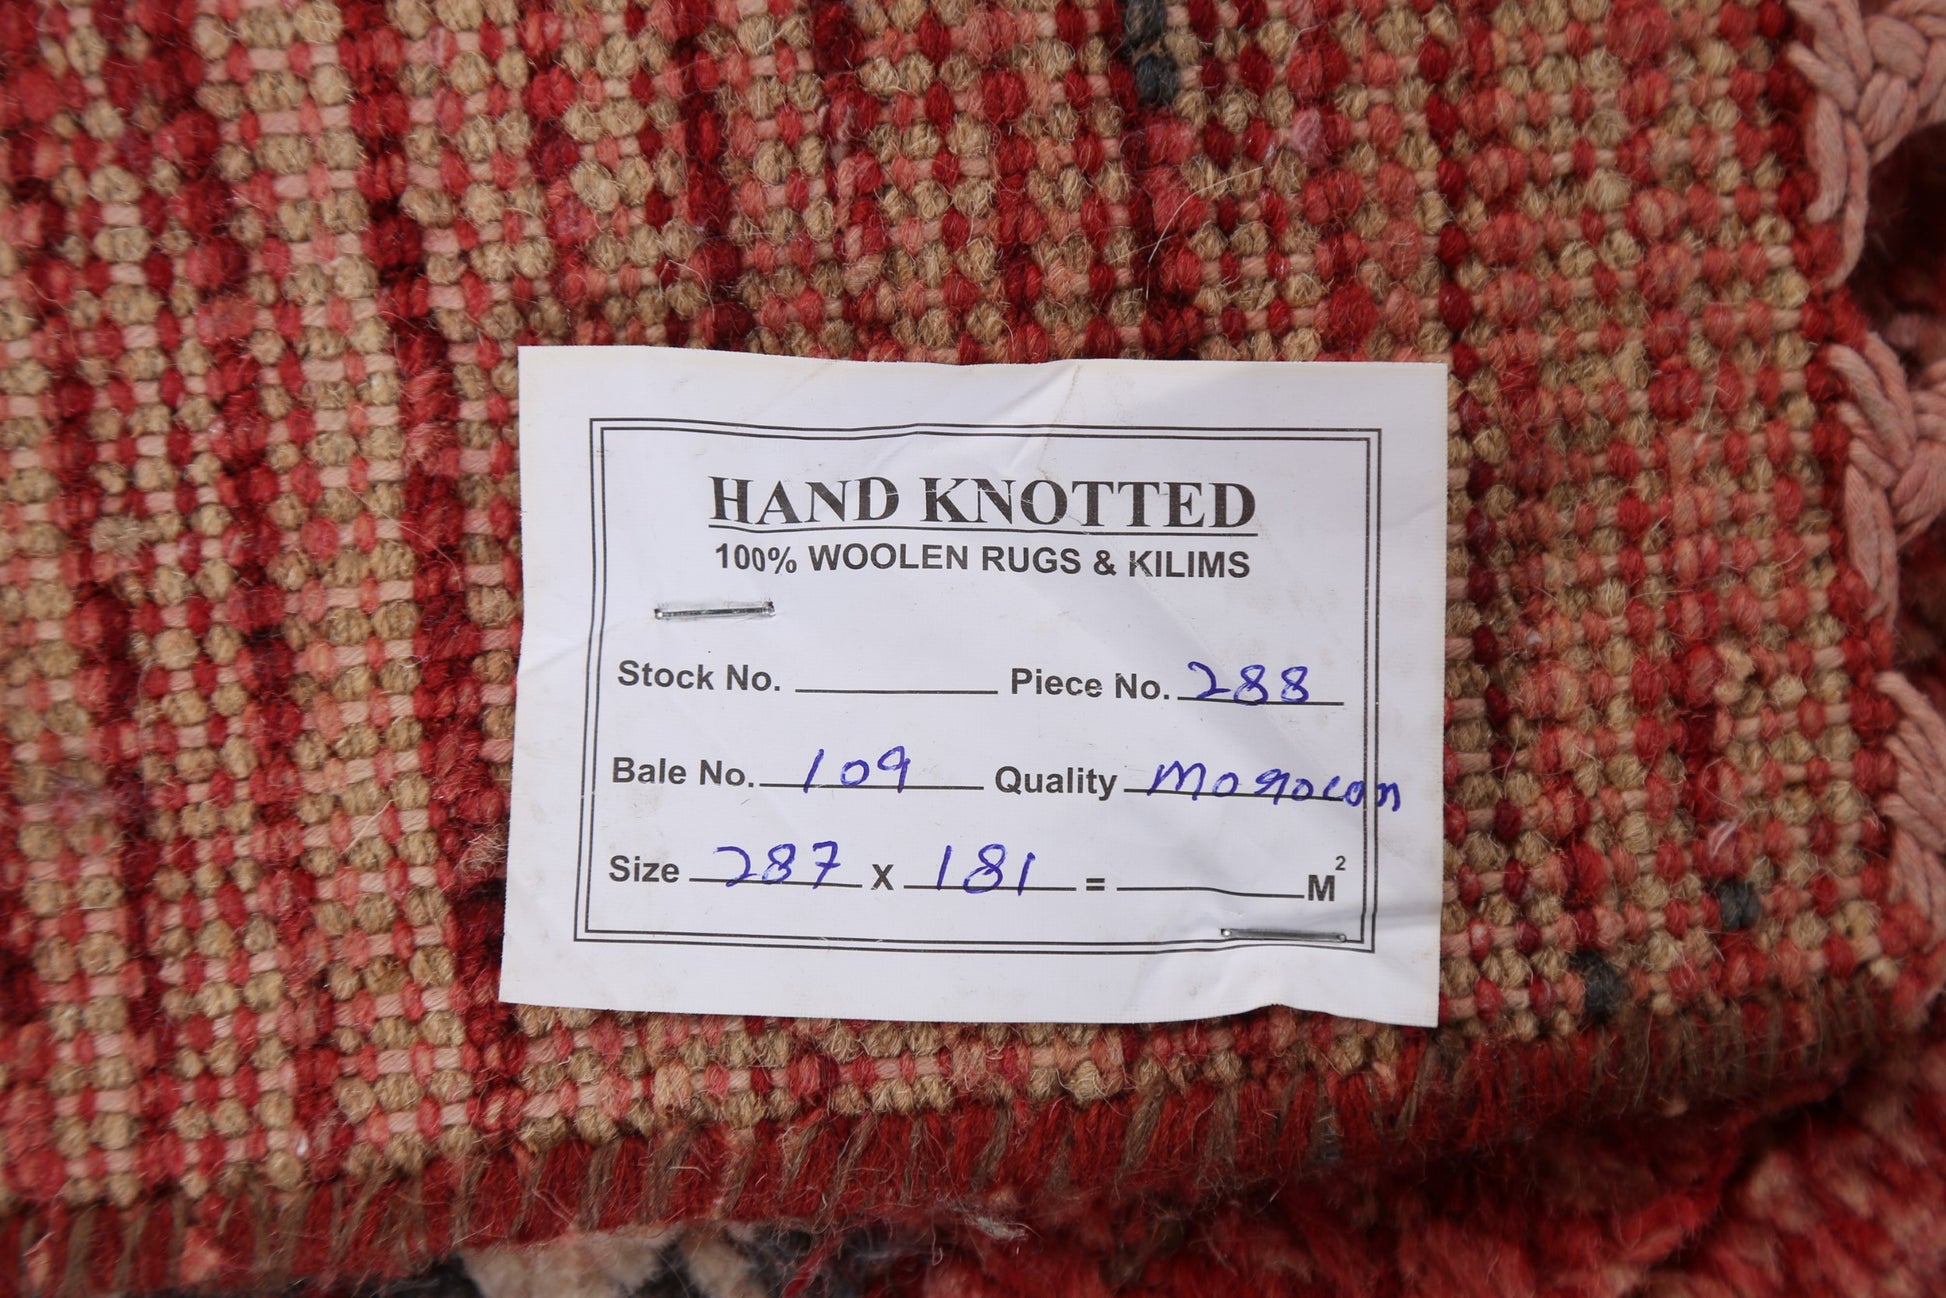 HAND KNOTTED
100% WOOLEN RUGS & KILIMS
Stock No. Piece No. 288
Bale No. 109 Quality Morocon
Size 287 x 181 = M²